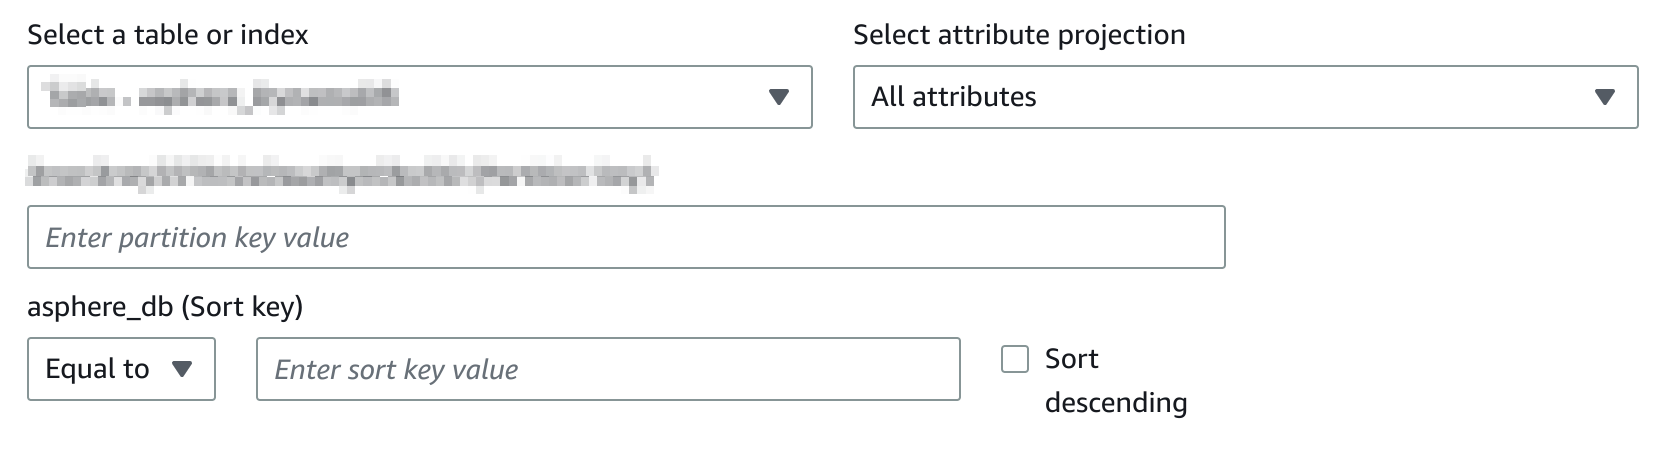 Select a table or index
Select attribute projection
All attributes
Enter partition key value
asphere_db (Sort key)
Equal to
Enter sort key value
Sort
descending